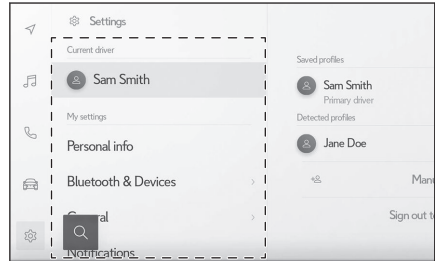 Settings
Current driver
Sam Smith
My settings
Personal info
Bluetooth & Devices
Notifications
Saved profiles
Sam Smith
Primary driver
Detected profiles
Jane Doe
Sign out